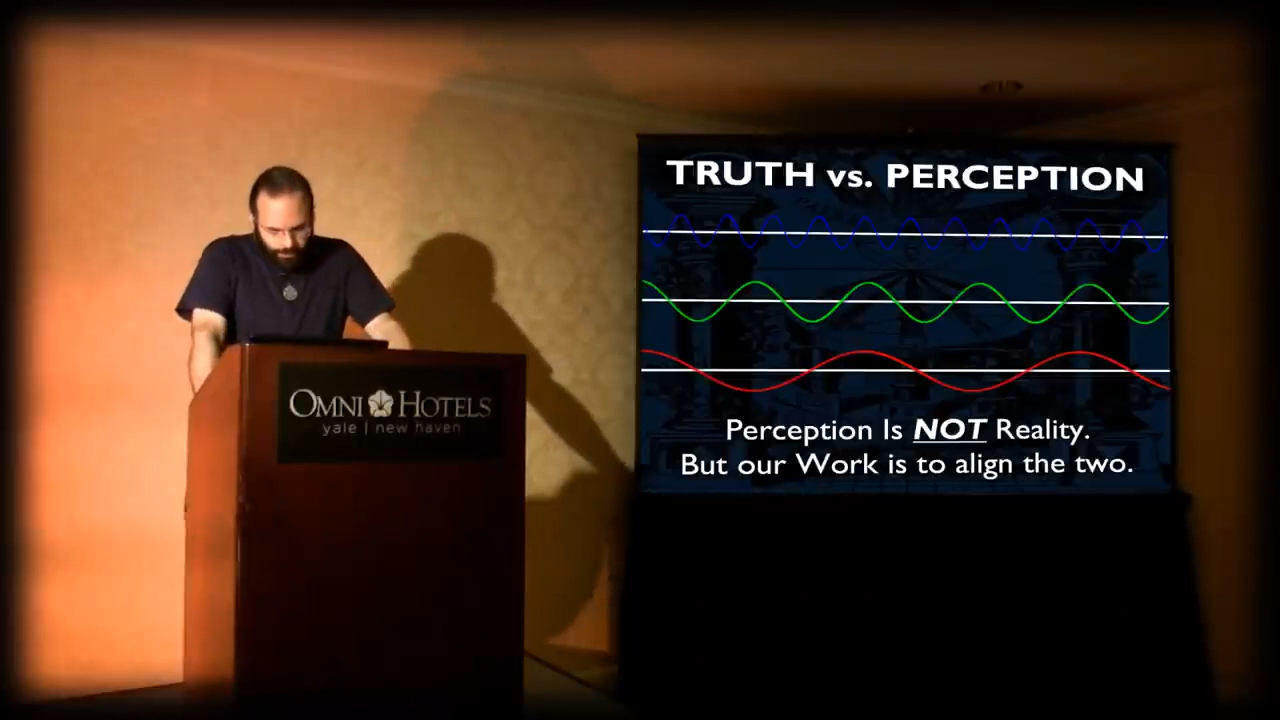 OMNI HOTELS
yale | new haven
TRUTH vs. PERCEPTION
Perception Is NOT Reality.
But our Work is to align the two.